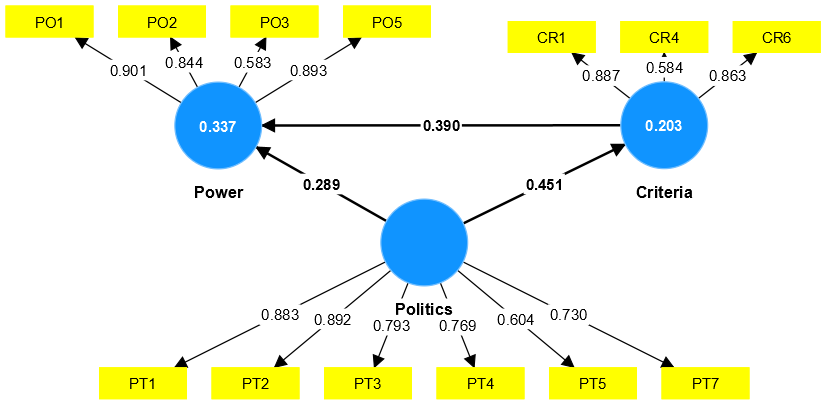 PO1 PO2 PO3 PO5
CR1 CR4 CR6
0.901 0.844 0.583 0.893
0.887 0.584 0.863
0.337 0.390 0.203
Power 0.289 0.451 Criteria
Politics
0.883 0.892 0.793 0.769 0.604 0.730
PT1 PT2 PT3 PT4 PT5 PT7